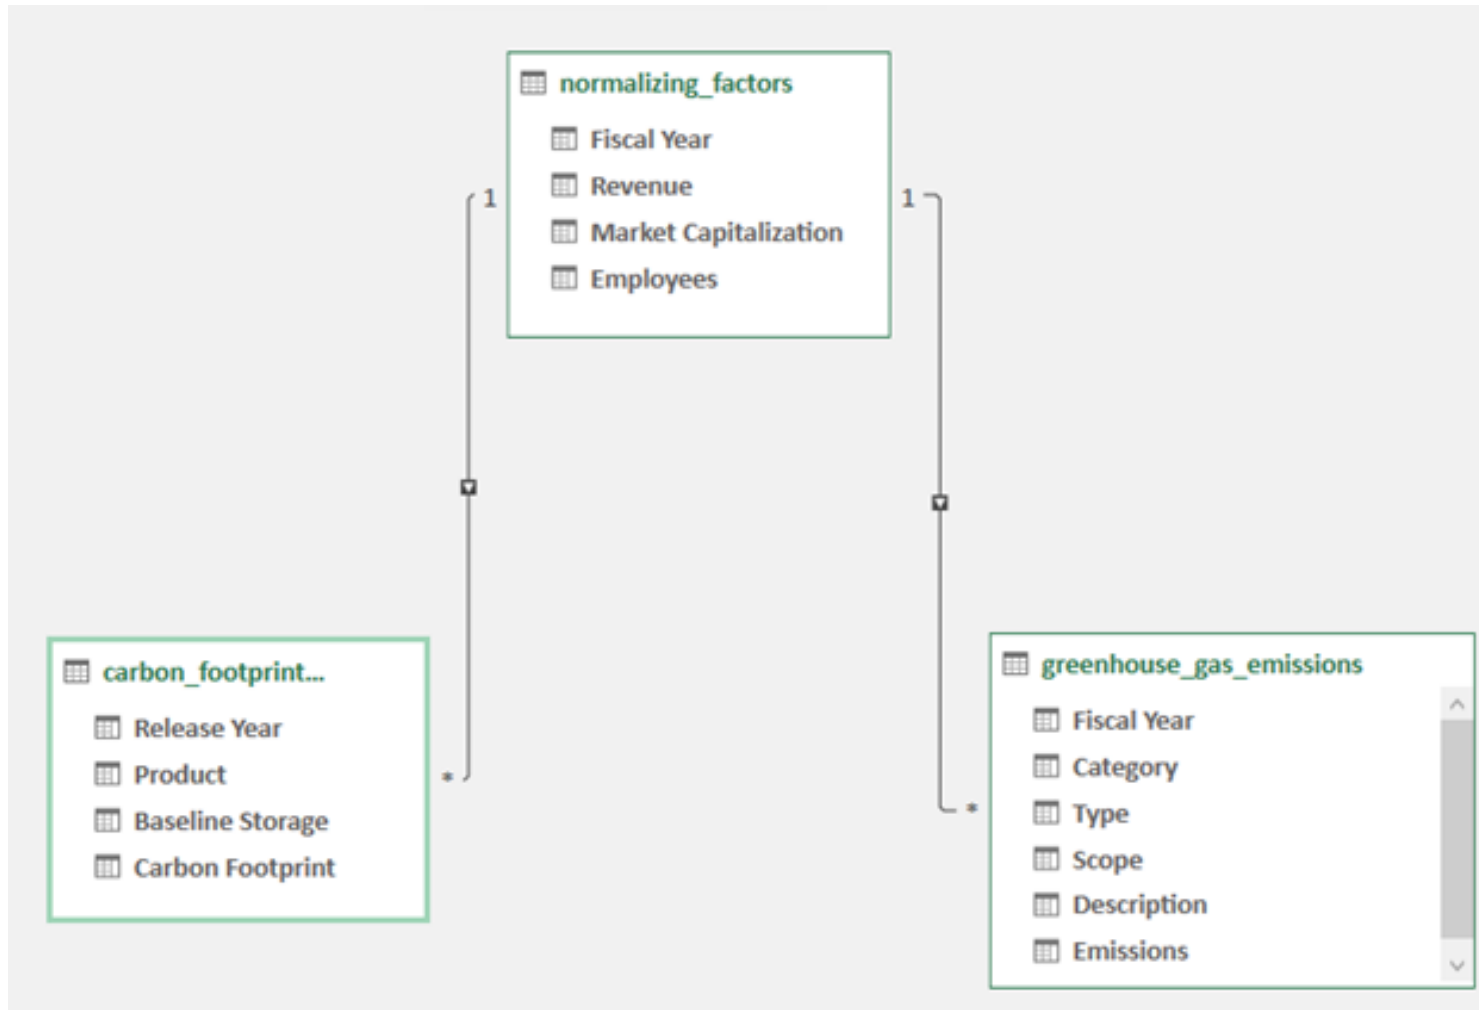 normalizing_factors
Fiscal Year
Revenue
Market Capitalization
Employees
1
1
carbon_footprint...
Release Year
Product
Baseline Storage
Carbon Footprint
*
greenhouse_gas_emissions
Fiscal Year
Category
Type
Scope
Description
Emissions
*